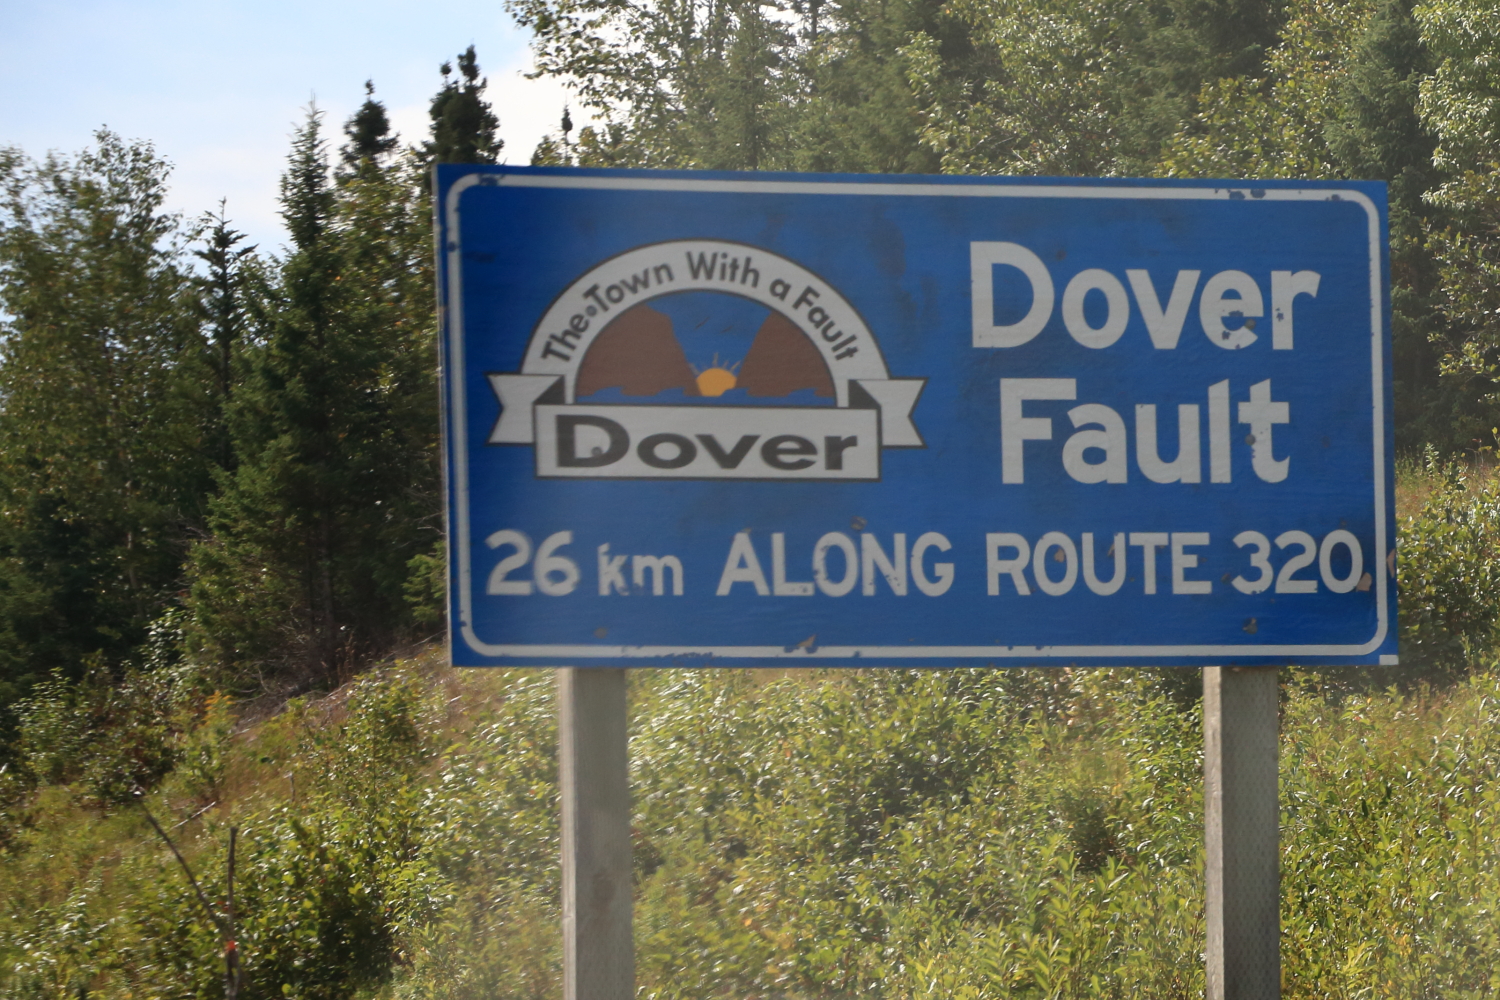 The Town With a Fault
Dover
Dover
Fault
26 km ALONG ROUTE 320